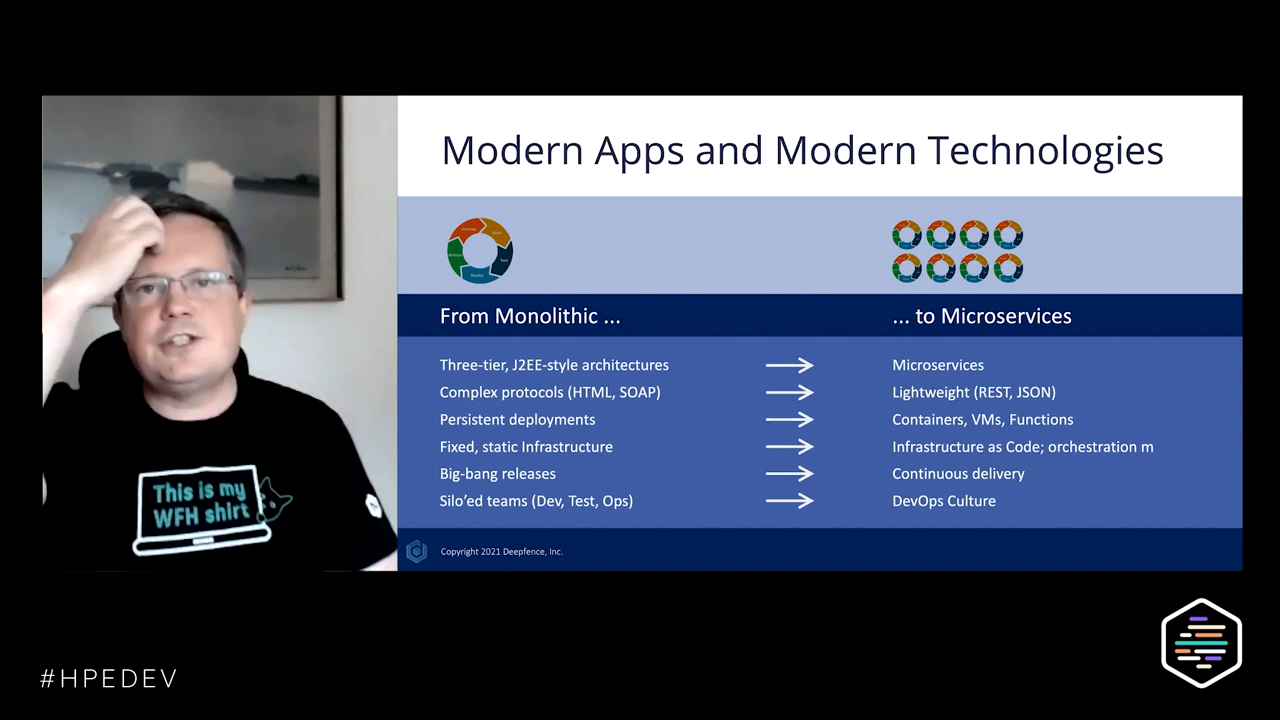 Modern Apps and Modern Technologies
From Monolithic ...
... to Microservices
Three-tier, J2EE-style architectures
Microservices
Complex protocols (HTML, SOAP)
Lightweight (REST, JSON)
Persistent deployments
Containers, VMs, Functions
Fixed, static Infrastructure
Infrastructure as Code; orchestration m
Big-bang releases
Continuous delivery
Silo'ed teams (Dev, Test, Ops)
DevOps Culture
Copyright 2021 Deepfence, Inc.
This is my
WFH shirt
#HPEDEV